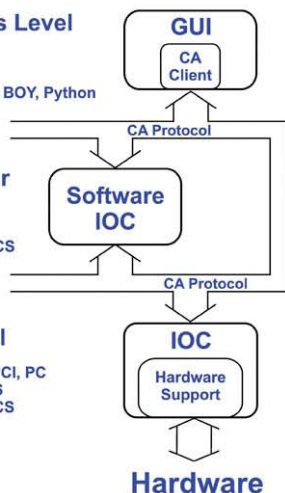 s Level
GUI
CA
Client
BOY, Python
CA Protocol
r
Software
IOC
CS
CA Protocol
l
IOC
CI, PC
S
CS
Hardware
Support
Hardware